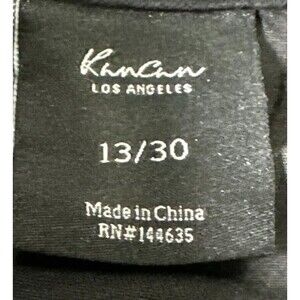 KanCan
LOS ANGELES
13/30
Made in China
RN#144635